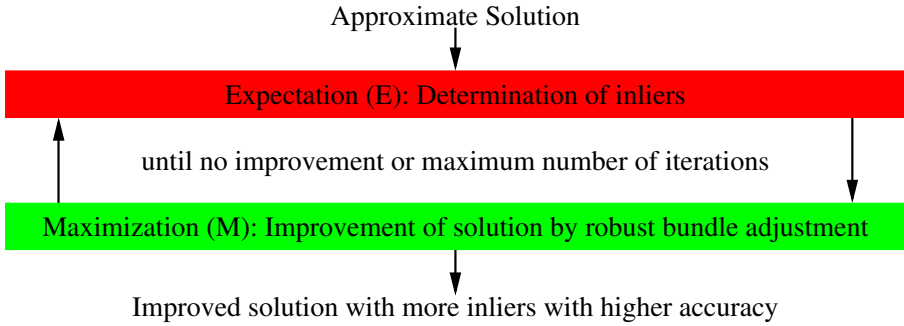 Approximate Solution
Expectation (E): Determination of inliers
until no improvement or maximum number of iterations
Maximization (M): Improvement of solution by robust bundle adjustment
Improved solution with more inliers with higher accuracy